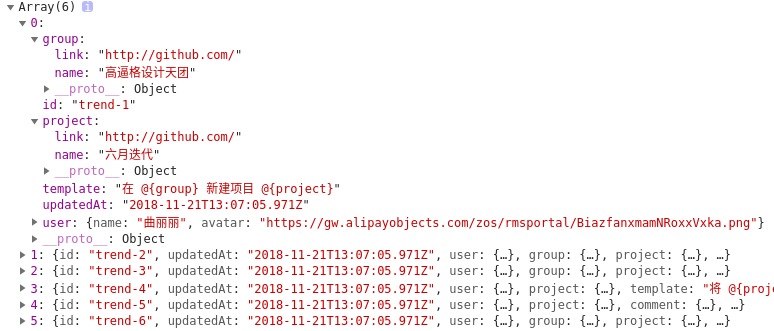 Array(6) i
0:
group:
link: "http://github.com/"
name: "高逼格设计天团"
__proto__: Object
id: "trend-1"
project:
link: "http://github.com/"
name: "六月迭代"
__proto__: Object
template: "在 @{group} 新建项目 @{project}"
updatedAt: "2018-11-21T13:07:05.971Z"
user: {name: "曲丽丽", avatar: "https://gw.alipayobjects.com/zos/rmsportal/BiazfanxmamNRoxxVxka.png"}
__proto__: Object
1: {id: "trend-2", updatedAt: "2018-11-21T13:07:05.971Z", user: {…}, group: {…}, project: {…}, …}
2: {id: "trend-3", updatedAt: "2018-11-21T13:07:05.971Z", user: {…}, group: {…}, project: {…}, …}
3: {id: "trend-4", updatedAt: "2018-11-21T13:07:05.971Z", user: {…}, project: {…}, template: "将 @{proj
4: {id: "trend-5", updatedAt: "2018-11-21T13:07:05.971Z", user: {…}, project: {…}, comment: {…}, …}
5: {id: "trend-6", updatedAt: "2018-11-21T13:07:05.971Z", user: {…}, group: {…}, project: {…}, …}